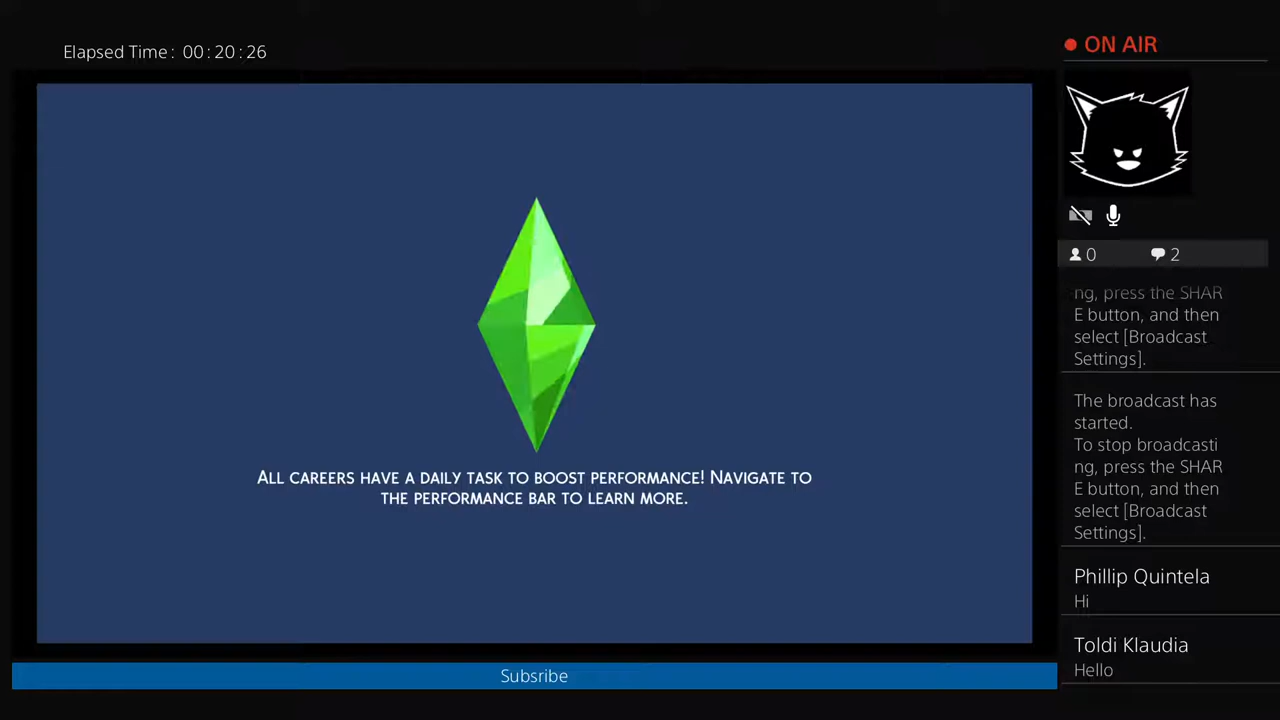 Elapsed Time: 00:20:26
ON AIR
0 2
ALL CAREERS HAVE A DAILY TASK TO BOOST PERFORMANCE! NAVIGATE TO
THE PERFORMANCE BAR TO LEARN MORE.
ng, press the SHAR
E button, and then
select [Broadcast
Settings].
The broadcast has
started.
To stop broadcasti
ng, press the SHAR
E button, and then
select [Broadcast
Settings].
Phillip Quintela
Hi
Toldi Klaudia
Hello
Subsribe